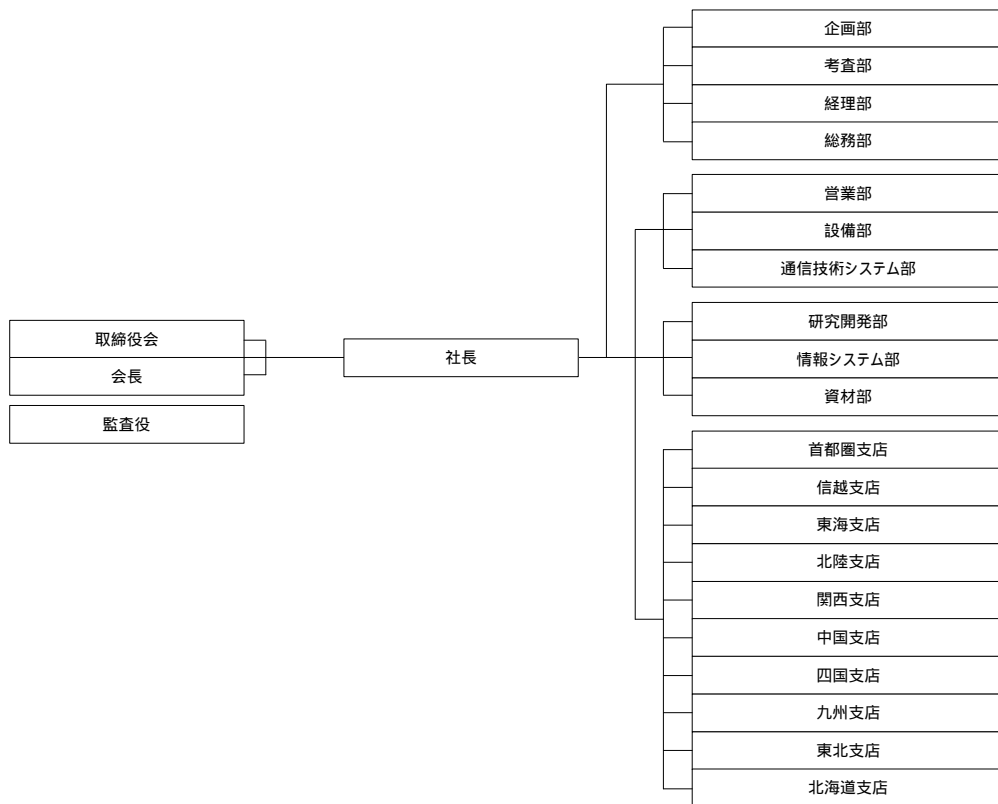 取締役会
会長
監査役
社長
企画部
考査部
経理部
総務部
営業部
設備部
通信技術システム部
研究開発部
情報システム部
資材部
首都圏支店
信越支店
東海支店
北陸支店
関西支店
中国支店
四国支店
九州支店
東北支店
北海道支店